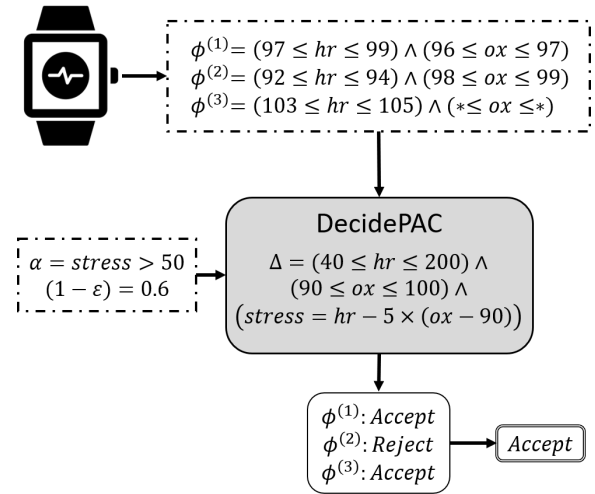 ϕ⁽¹⁾= (97 ≤ hr ≤ 99) ∧ (96 ≤ ox ≤ 97)
ϕ⁽²⁾= (92 ≤ hr ≤ 94) ∧ (98 ≤ ox ≤ 99)
ϕ⁽³⁾= (103 ≤ hr ≤ 105) ∧ (∗≤ ox ≤∗)
DecidePAC
Δ = (40 ≤ hr ≤ 200) ∧
(90 ≤ ox ≤ 100) ∧
(stress = hr − 5 × (ox − 90))
α = stress > 50
(1 − ε) = 0.6
ϕ⁽¹⁾: Accept
ϕ⁽²⁾: Reject
ϕ⁽³⁾: Accept
Accept